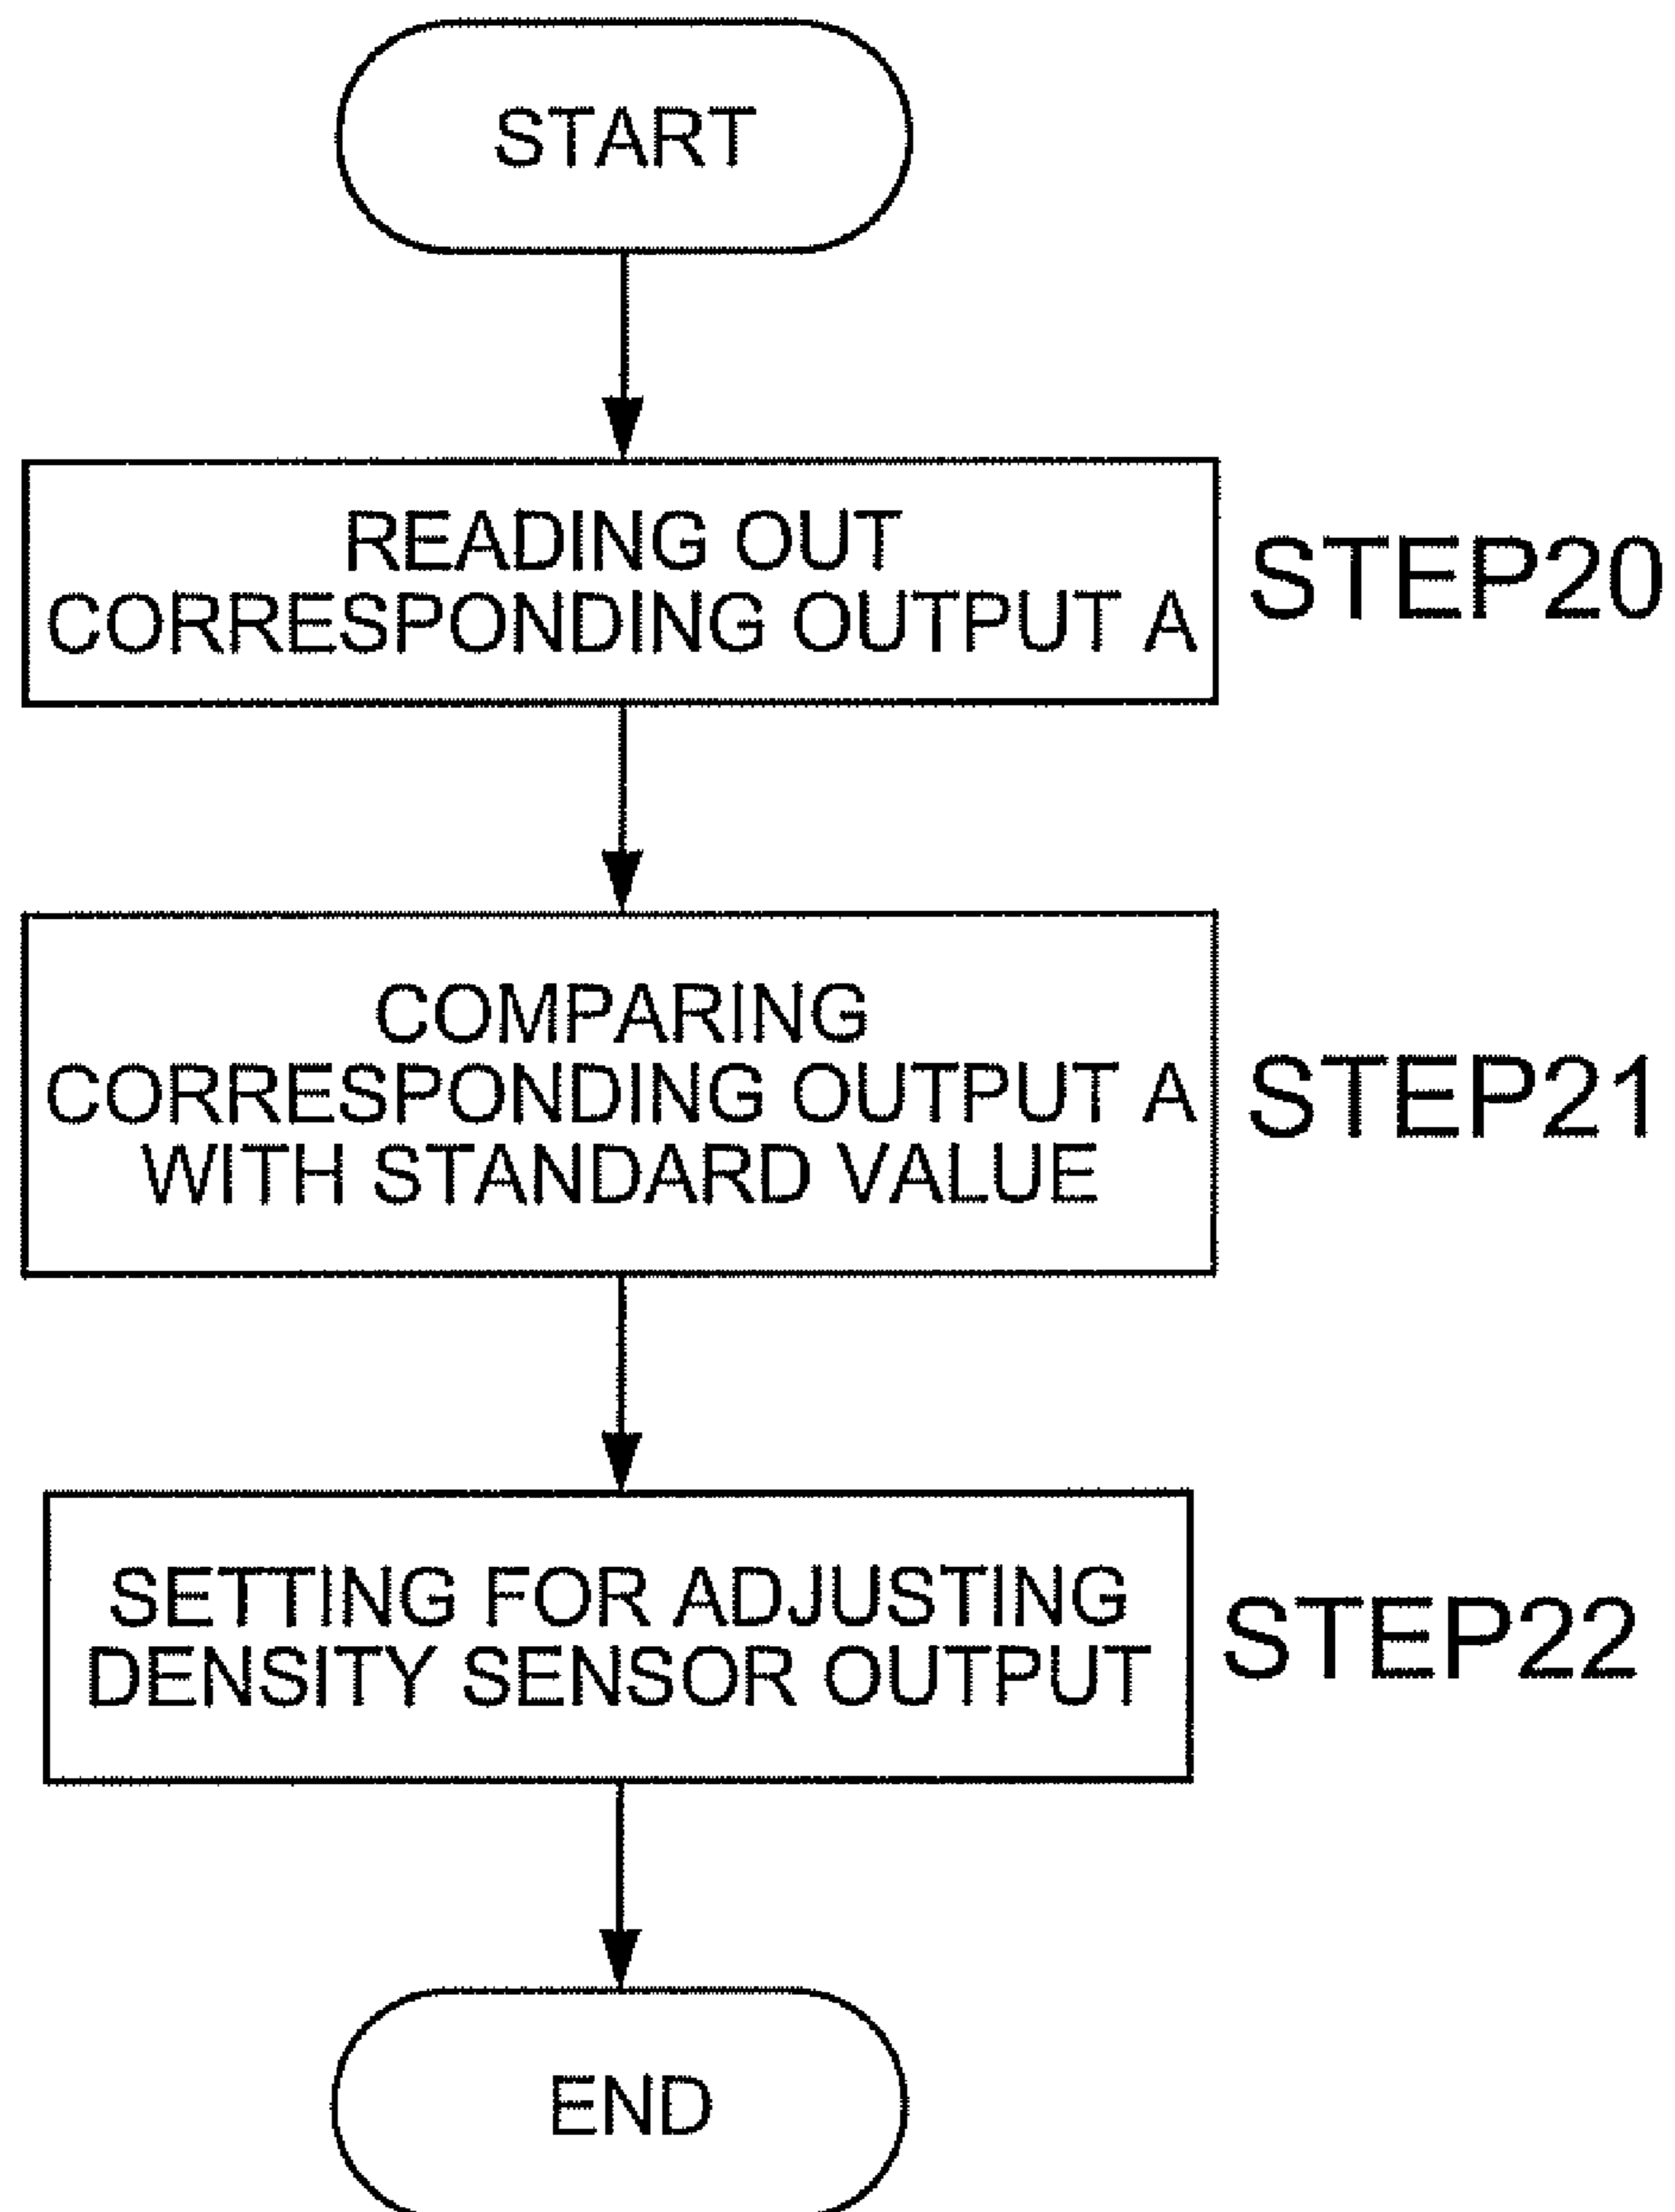 START
READING OUT
CORRESPONDING OUTPUT A
STEP20
COMPARING
CORRESPONDING OUTPUT A
WITH STANDARD VALUE
STEP21
SETTING FOR ADJUSTING
DENSITY SENSOR OUTPUT
STEP22
END